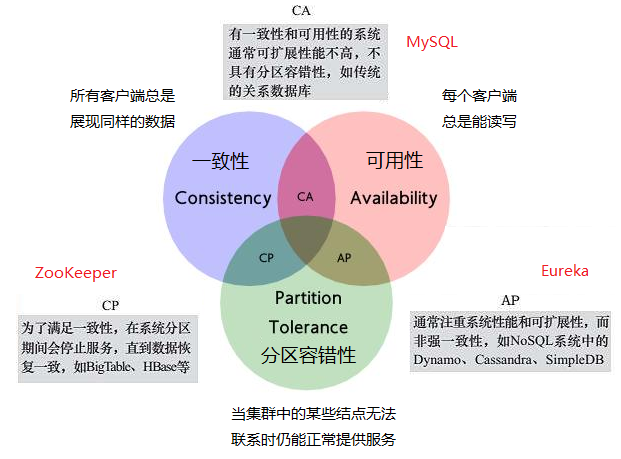 CA
有一致性和可用性的系统
通常可扩展性能不高，不
具有分区容错性，如传统
的关系数据库
MySQL
所有客户端总是
展现同样的数据
每个客户端
总是能读写
一致性
Consistency
CA
可用性
Availability
CP
AP
Partition
Tolerance
分区容错性
ZooKeeper
CP
为了满足一致性，在系统分区
期间会停止服务，直到数据恢
复一致，如BigTable、HBase等
Eureka
AP
通常注重系统性能和可扩展性，而
非强一致性，如NoSQL系统中的
Dynamo、Cassandra、SimpleDB
当集群中的某些结点无法
联系时仍能正常提供服务